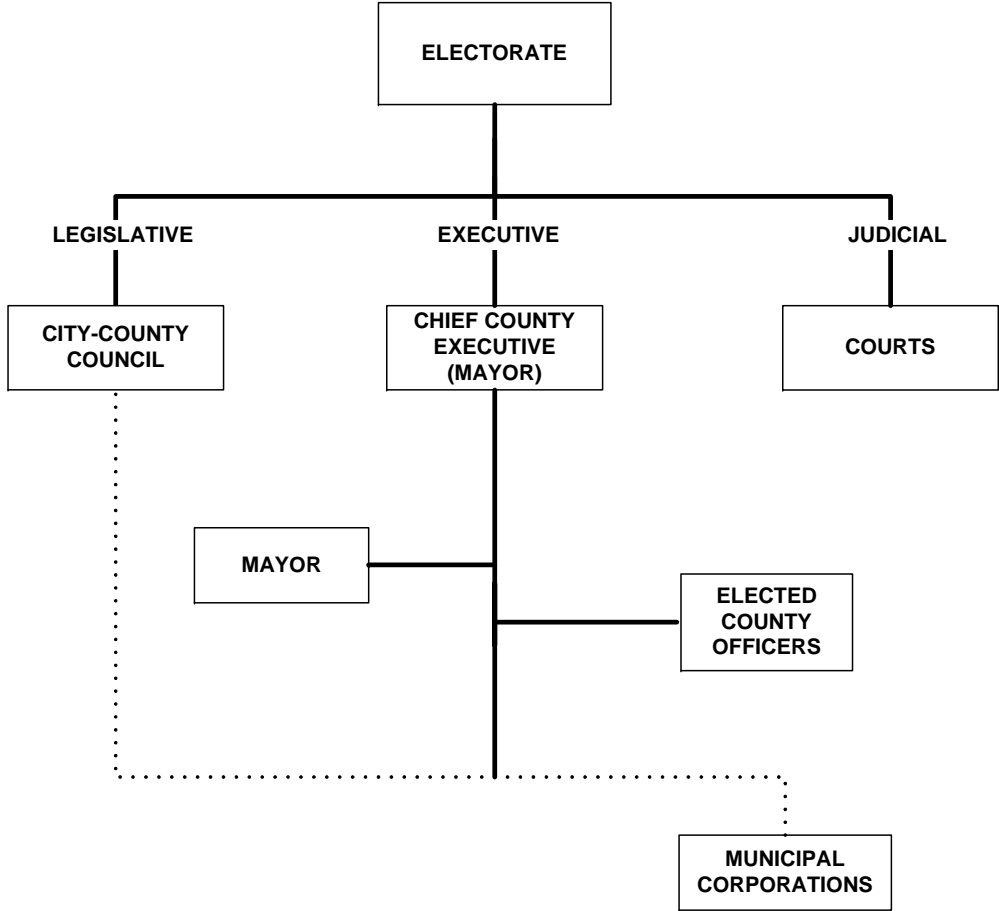 ELECTORATE
LEGISLATIVE
EXECUTIVE
JUDICIAL
CITY-COUNTY
COUNCIL
CHIEF COUNTY
EXECUTIVE
(MAYOR)
COURTS
MAYOR
ELECTED
COUNTY
OFFICERS
MUNICIPAL
CORPORATIONS